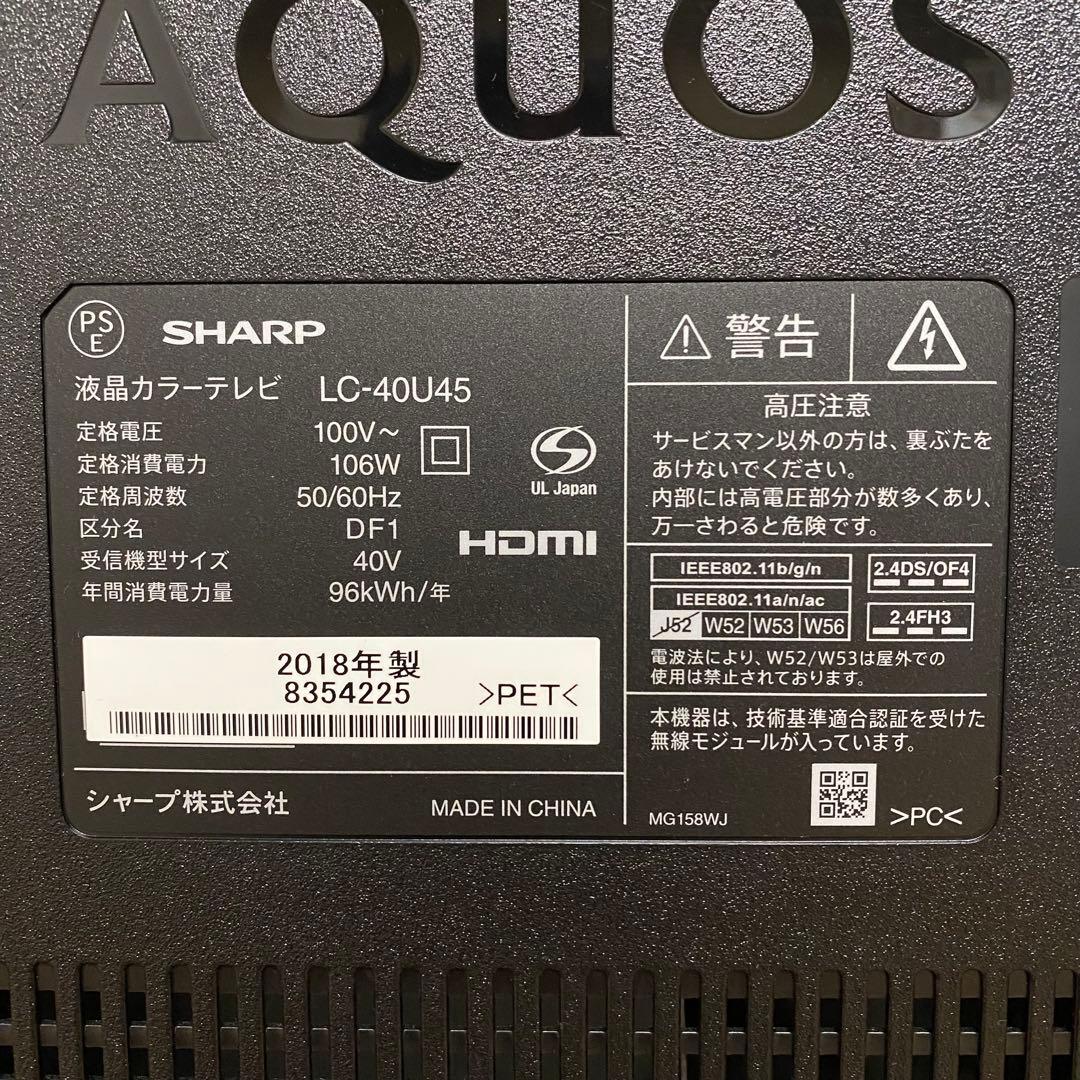 AQUOS
PSE
SHARP
液晶カラーテレビ LC-40U45
定格電圧 100V～
定格消費電力 106W
定格周波数 50/60Hz
区分名 DF1
受信機型サイズ 40V
年間消費電力量 96kWh/年
UL Japan
HDMI
2018年製
8354225 >PET<
シャープ株式会社 MADE IN CHINA
警告
高圧注意
サービスマン以外の方は、裏ぶたを
あけないでください。
内部には高電圧部分が数多くあり、
万一さわると危険です。
IEEE802.11b/g/n
IEEE802.11a/n/ac
J52 W52 W53 W56
2.4DS/OF4
2.4FH3
電波法により、W52/W53は屋外での
使用は禁止されております。
本機器は、技術基準適合認証を受けた
無線モジュールが入っています。
MG158WJ >PC<